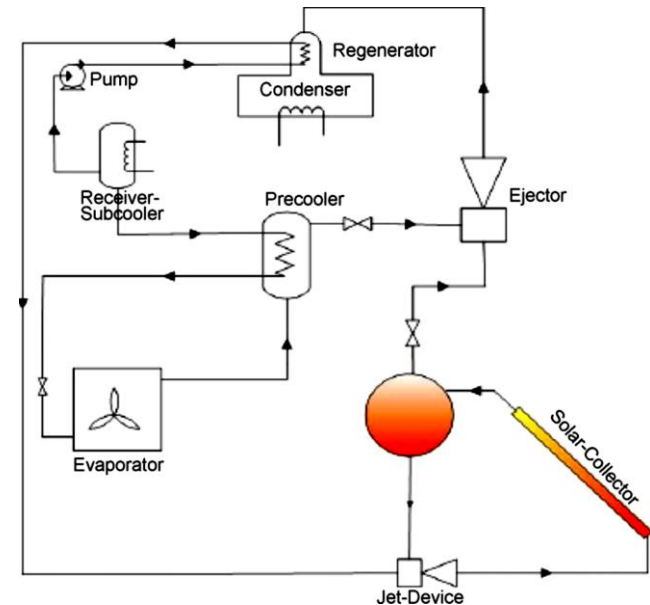 Regenerator
Pump
Condenser
Receiver-
Subcooler
Precooler
Ejector
Solar-Collector
Evaporator
Jet-Device